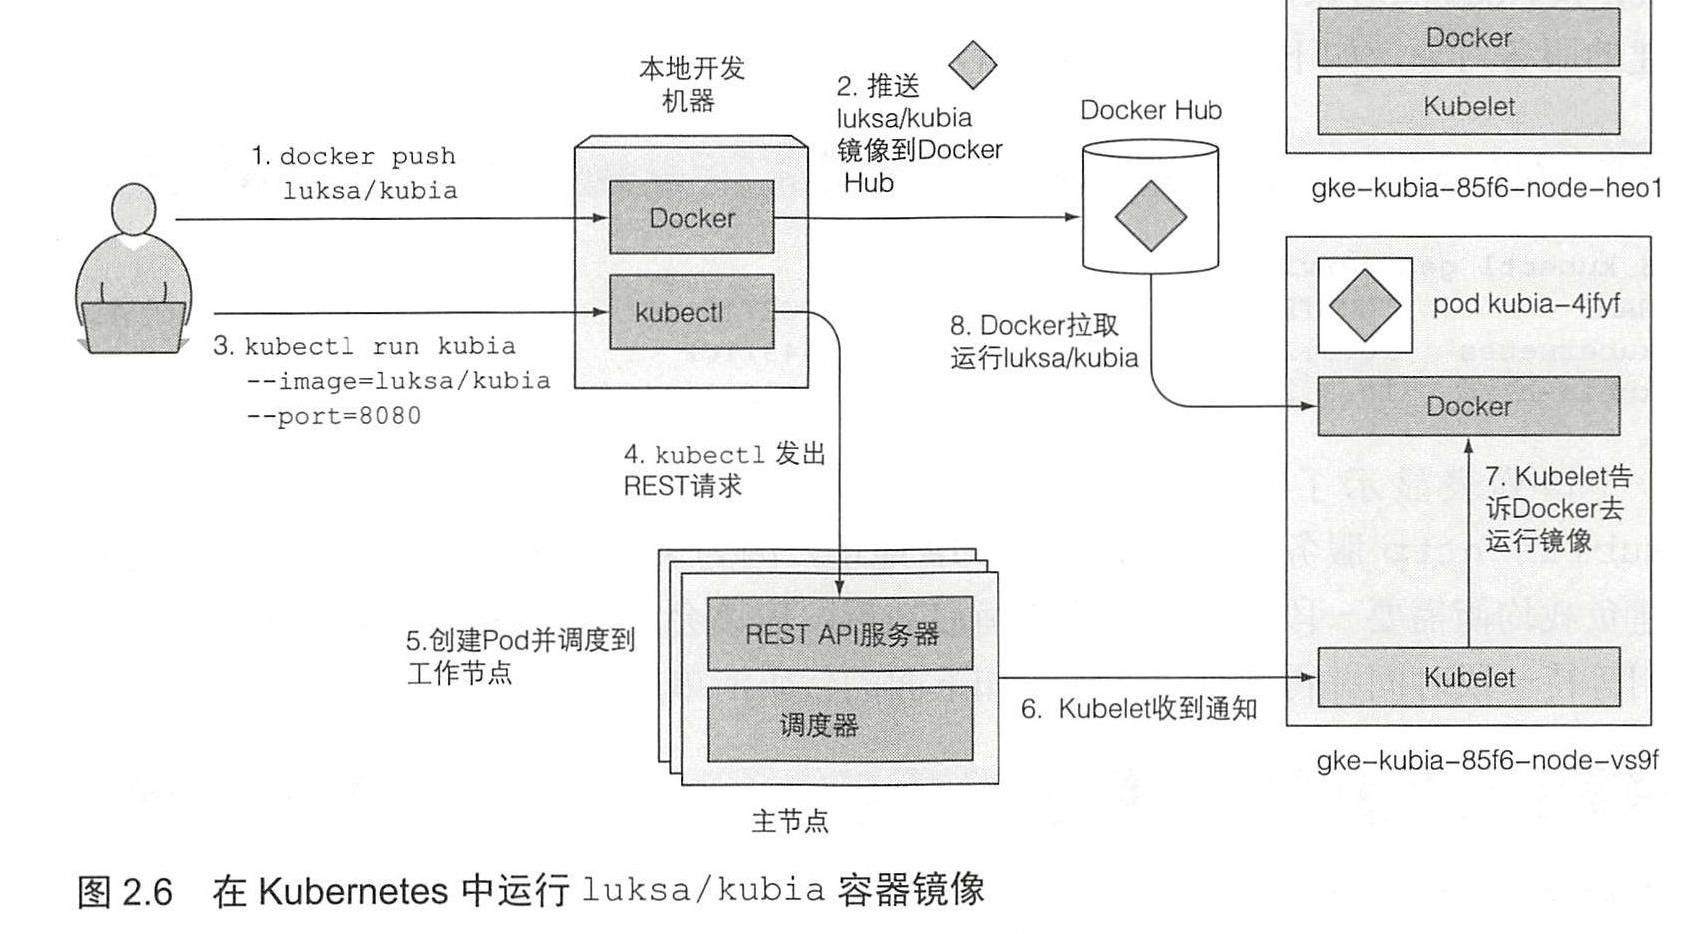 本地开发
机器
1. docker push
luksa/kubia
2. 推送
luksa/kubia
镜像到Docker
Hub
Docker Hub
Docker
Kubelet
gke-kubia-85f6-node-heo1
Docker
kubectl
3. kubectl run kubia
--image=luksa/kubia
--port=8080
4. kubectl 发出
REST请求
8. Docker拉取
运行luksa/kubia
pod kubia-4jfyf
Docker
7. Kubelet告
诉Docker去
运行镜像
Kubelet
gke-kubia-85f6-node-vs9f
5.创建Pod并调度到
工作节点
REST API服务器
调度器
6. Kubelet收到通知
主节点
图 2.6 在 Kubernetes 中运行 luksa/kubia 容器镜像